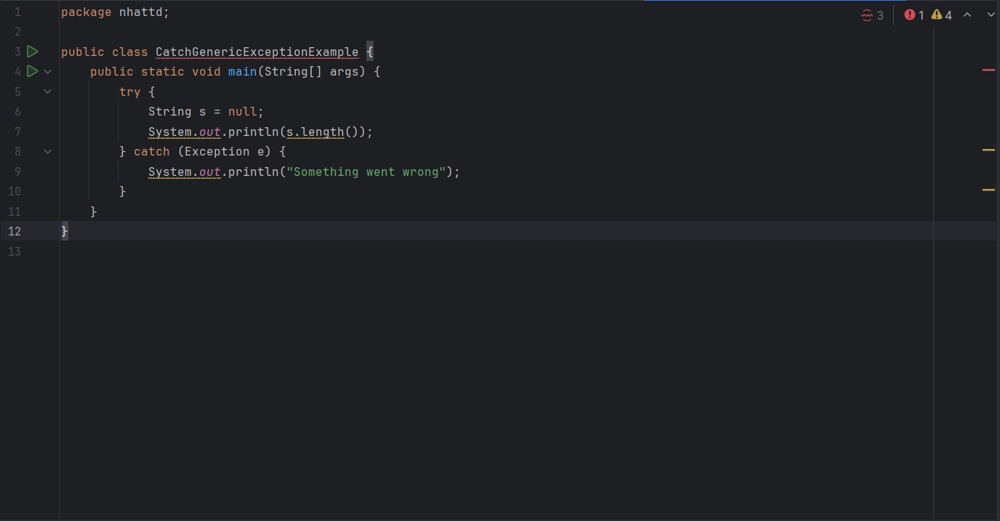 1 package nhattd; 3 1 4
2
3 public class CatchGenericExceptionExample {
4 public static void main(String[] args) {
5 try {
6 String s = null;
7 System.out.println(s.length());
8 } catch (Exception e) {
9 System.out.println("Something went wrong");
10 }
11 }
12 }
13